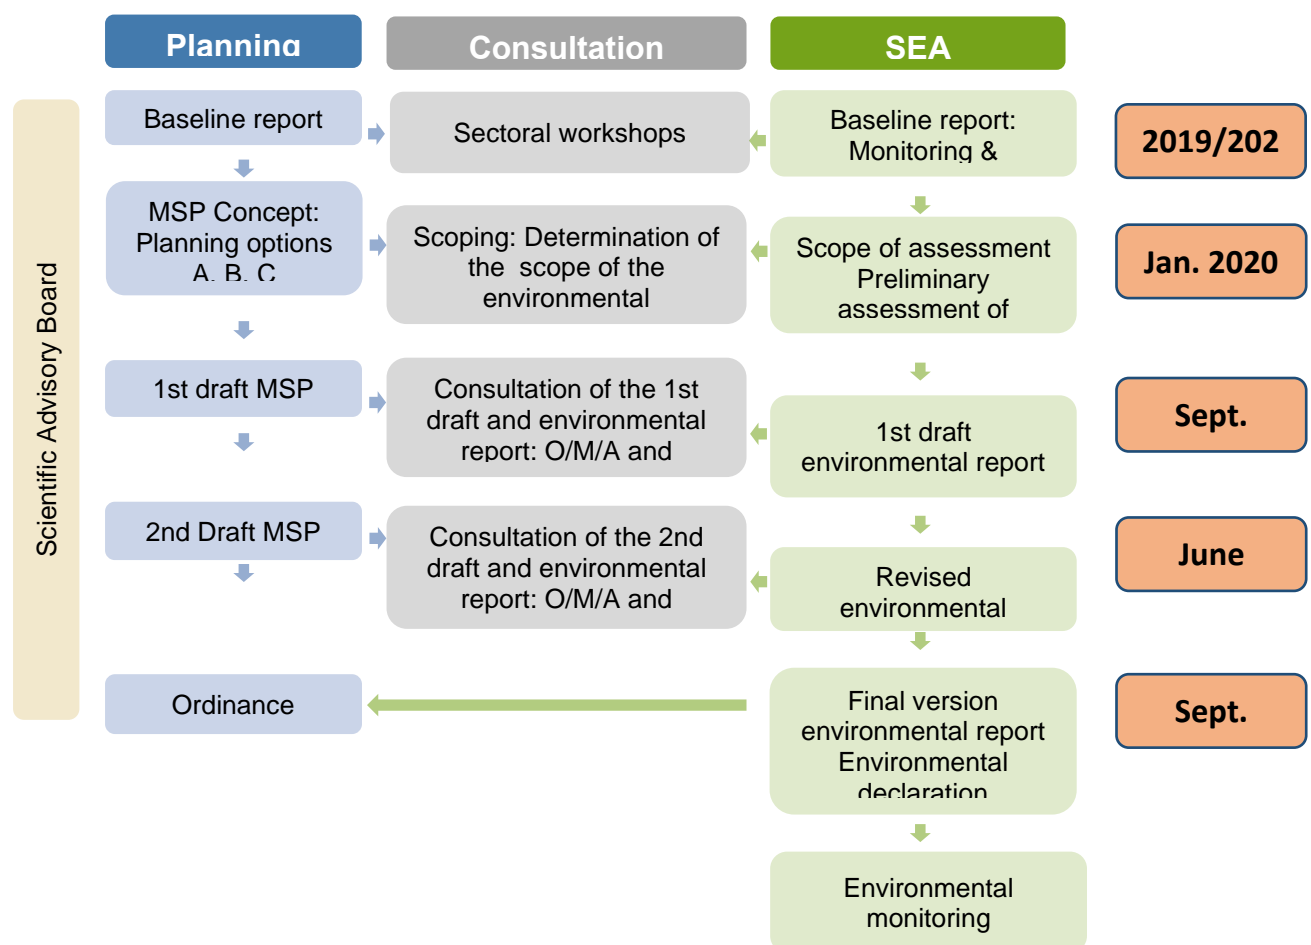 Planning
Consultation
SEA
Scientific Advisory Board
Baseline report
Sectoral workshops
Baseline report:
Monitoring &
2019/202
MSP Concept:
Planning options
A, B, C
Scoping: Determination of
the scope of the
environmental
Scope of assessment
Preliminary
assessment of
Jan. 2020
1st draft MSP
Consultation of the 1st
draft and environmental
report: O/M/A and
1st draft
environmental report
Sept.
2nd Draft MSP
Consultation of the 2nd
draft and environmental
report: O/M/A and
Revised
environmental
June
Ordinance
Final version
environmental report
Environmental
declaration
Sept.
Environmental
monitoring